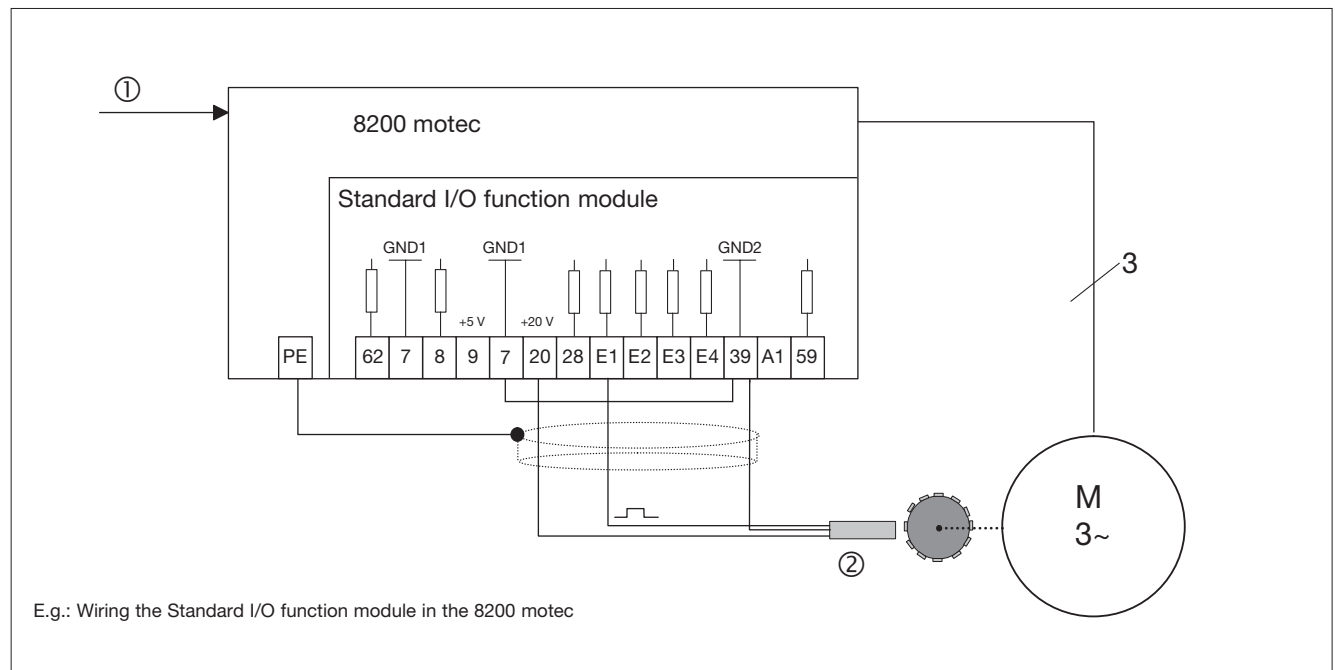 ①
8200 motec
Standard I/O function module
GND1 GND1 GND2
+5 V +20 V
PE 62 7 8 9 7 20 28 E1 E2 E3 E4 39 A1 59
3
M
3~
②
E.g.: Wiring the Standard I/O function module in the 8200 motec